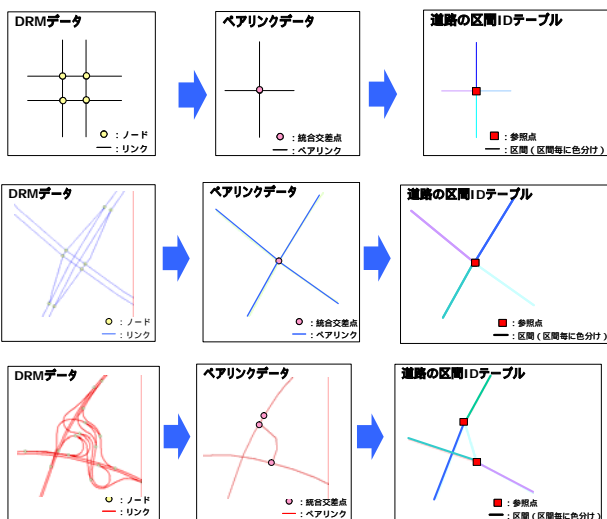 DRMデータ
ペアリンクデータ
道路の区間IDテーブル
：ノード
：リンク
：統合交差点
：ペアリンク
：参照点
：区間（区間毎に色分け）
DRMデータ
ペアリンクデータ
道路の区間IDテーブル
：ノード
：リンク
：統合交差点
：ペアリンク
：参照点
：区間（区間毎に色分け）
DRMデータ
ペアリンクデータ
道路の区間IDテーブル
：ノード
：リンク
：統合交差点
：ペアリンク
：参照点
：区間（区間毎に色分け）